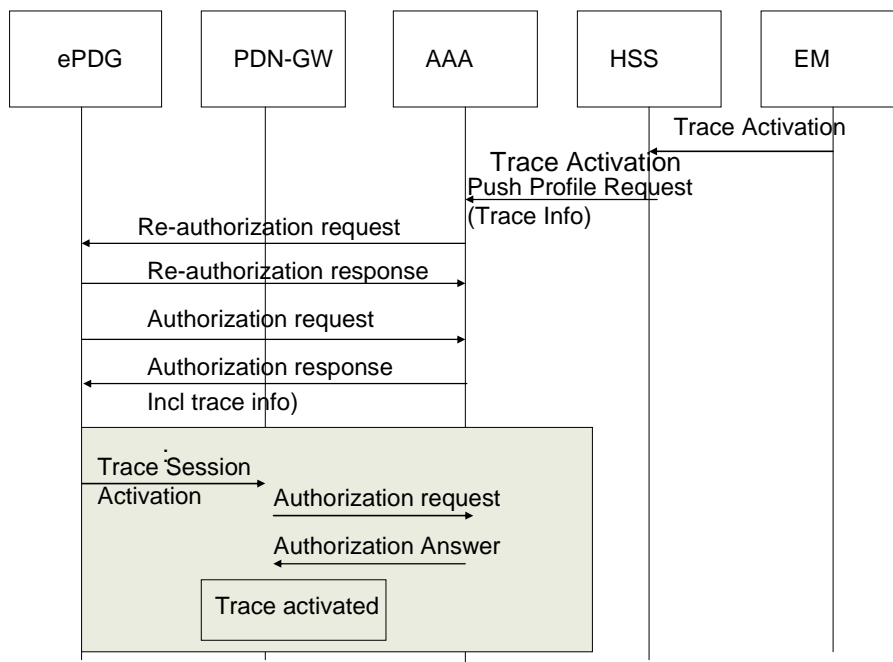 ePDG
PDN-GW
AAA
HSS
EM
Trace Activation
Trace Activation
Push Profile Request
(Trace Info)
Re-authorization request
Re-authorization response
Authorization request
Authorization response
Incl trace info)
:
Trace Session
Activation
Authorization request
Authorization Answer
Trace activated